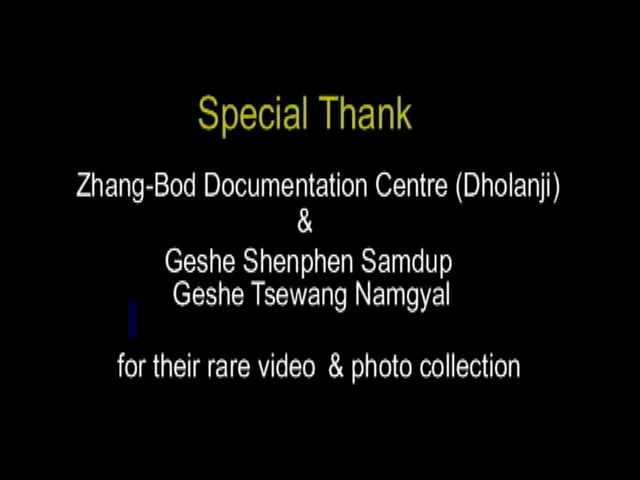 Special Thank
Zhang-Bod Documentation Centre (Dholanji)
&
Geshe Shenphen Samdup
Geshe Tsewang Namgyal
for their rare video & photo collection